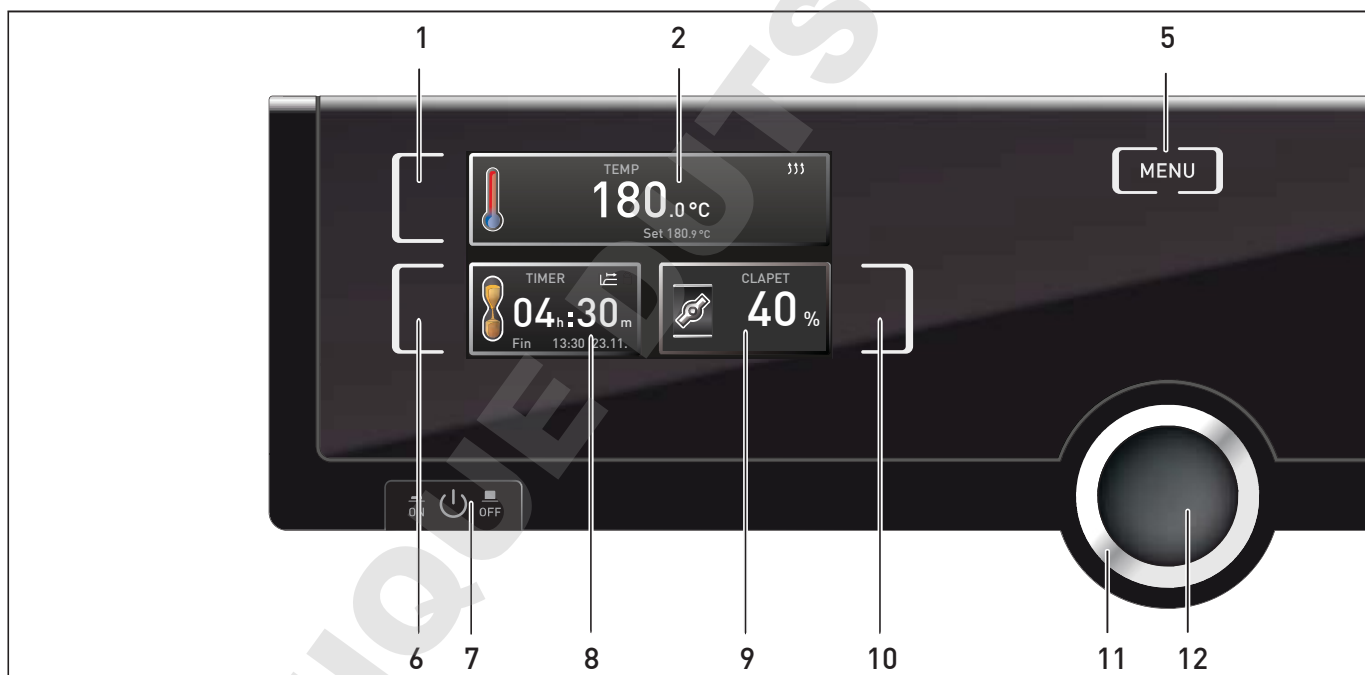 1 2 5
TEMP
180.0 °C
Set 180.9 °C
MENU
TIMER
04h:30m
Fin 13:30 23.11.
CLAPET
40 %
ON OFF
6 7 8 9 10 11 12